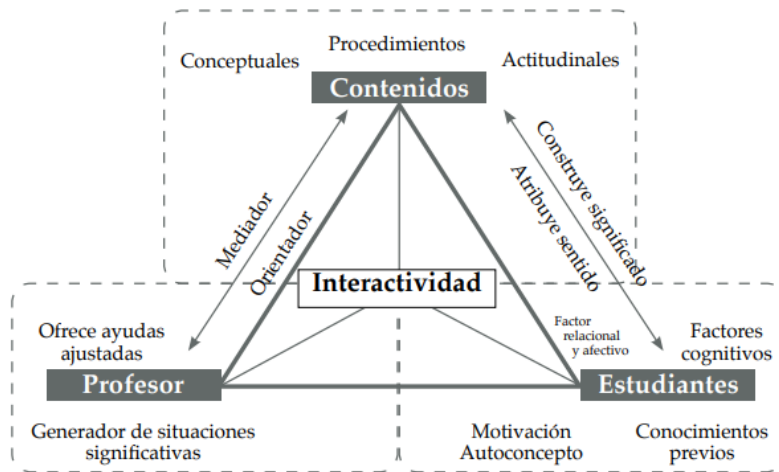 Procedimientos
Conceptuales
Actitudinales
Contenidos
Mediador
Orientador
Construye significado
Atribuye sentido
Interactividad
Ofrece ayudas
ajustadas
Factor
relacional
y afectivo
Factores
cognitivos
Profesor
Estudiantes
Generador de situaciones
significativas
Motivación
Autoconcepto
Conocimientos
previos